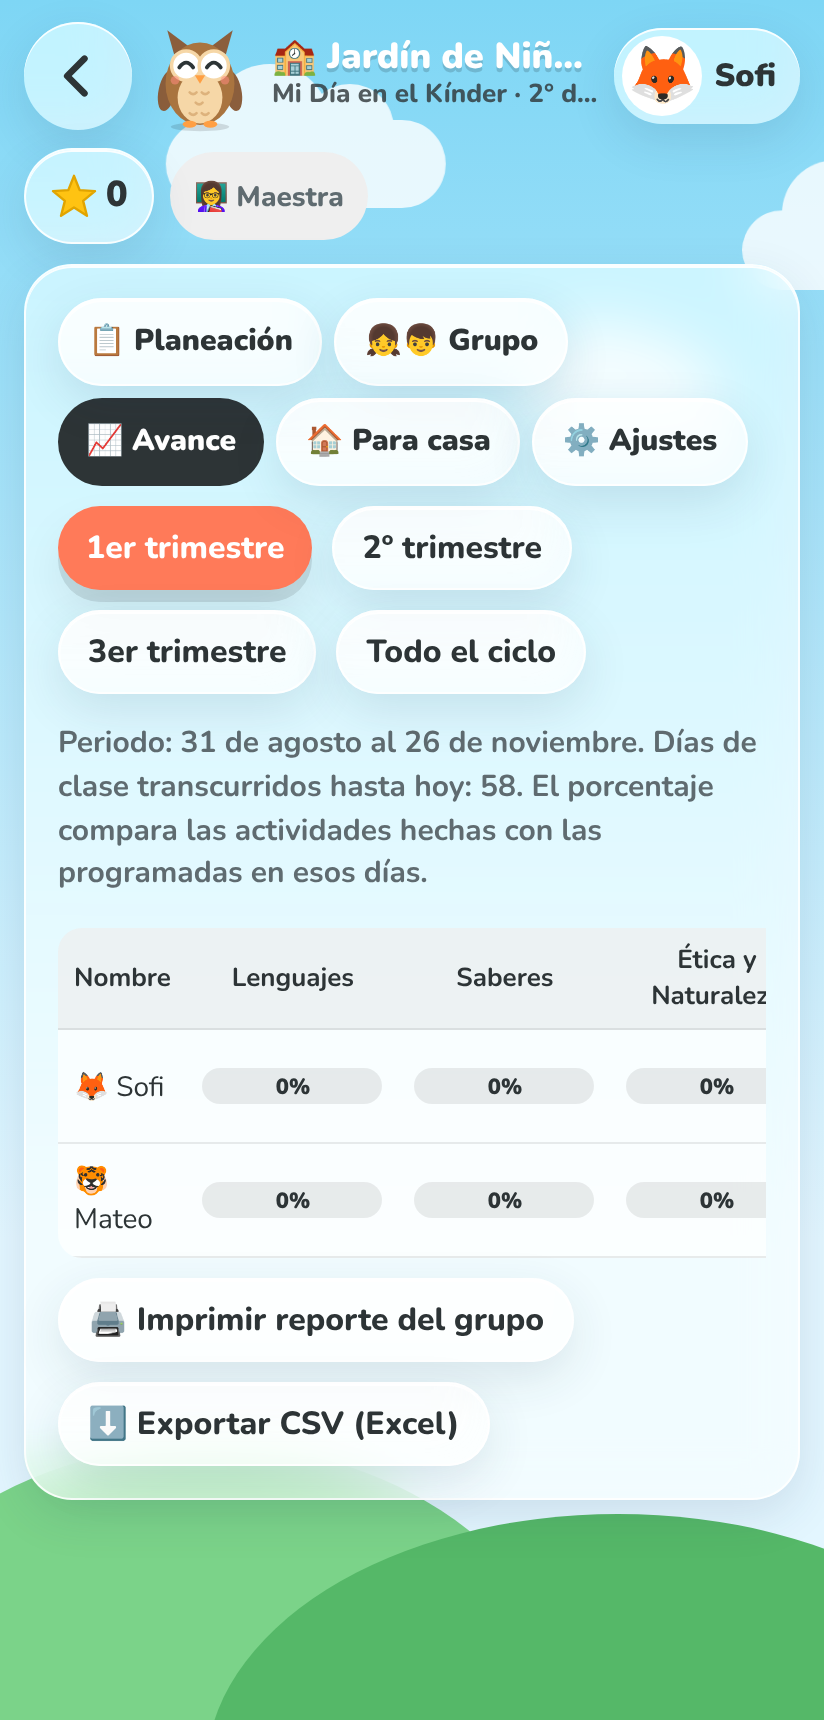 🏫 Jardín de Niñ...
Mi Día en el Kínder · 2° d...
Sofi
0
Maestra
Planeación
Grupo
Avance
Para casa
Ajustes
1er trimestre
2° trimestre
3er trimestre
Todo el ciclo
Periodo: 31 de agosto al 26 de noviembre. Días de
clase transcurridos hasta hoy: 58. El porcentaje
compara las actividades hechas con las
programadas en esos días.
Nombre
Lenguajes
Saberes
Ética y
Naturalez
Sofi
0%
0%
0%
Mateo
0%
0%
0%
Imprimir reporte del grupo
Exportar CSV (Excel)